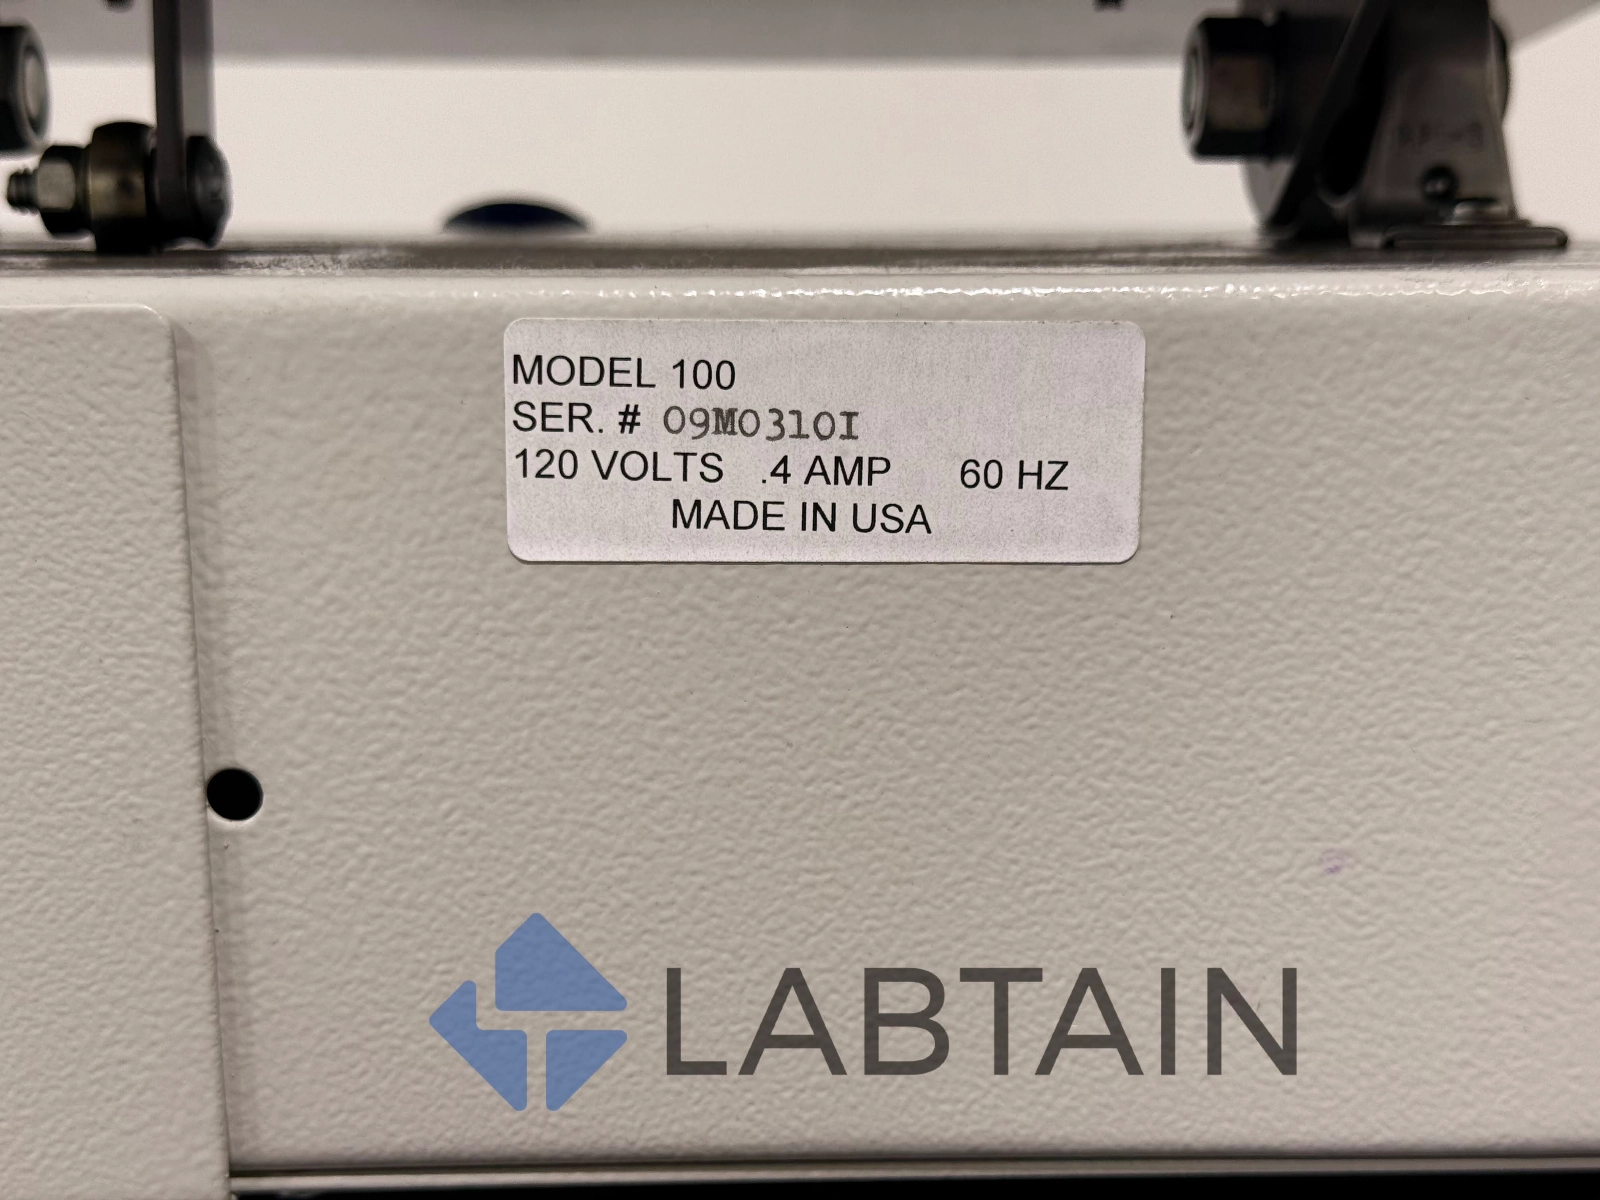 MODEL 100
SER. # 09M0310I
120 VOLTS .4 AMP 60 HZ
MADE IN USA
LABTAIN